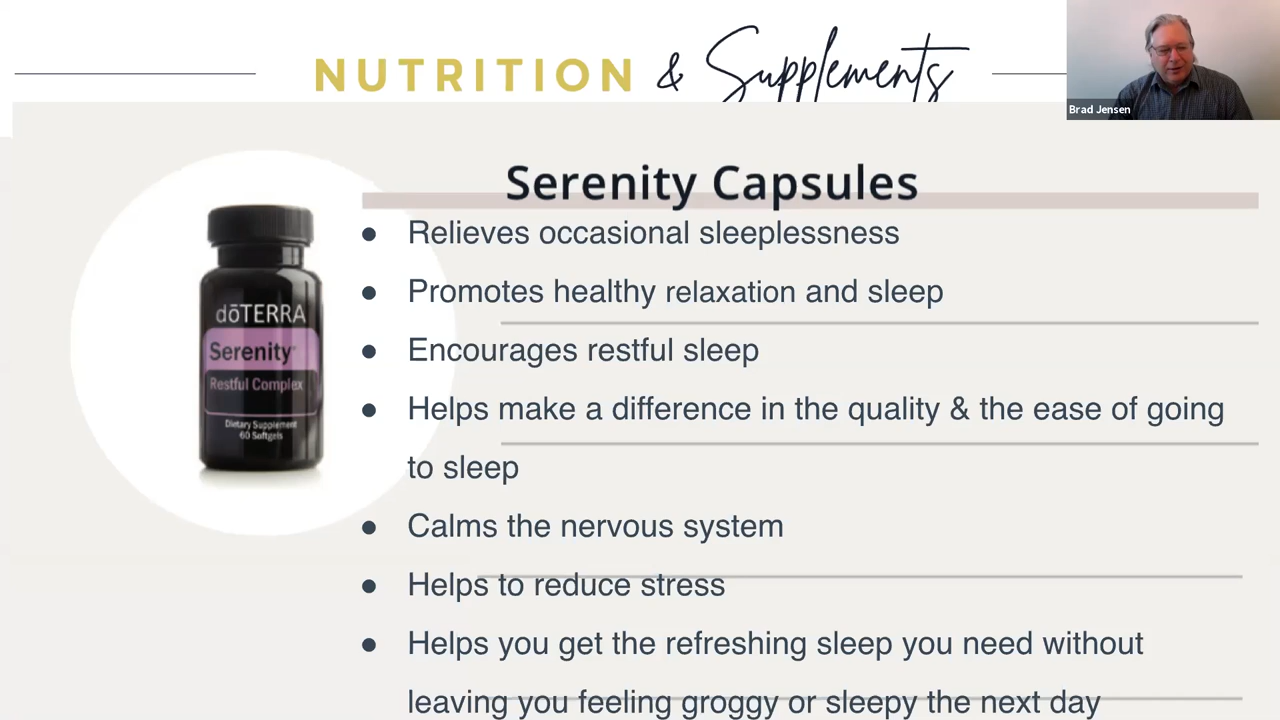 NUTRITION & Supplements
Brad Jensen
Serenity Capsules
dōTERRA
Serenity
Restful Complex
Dietary Supplement
60 Softgels
• Relieves occasional sleeplessness
• Promotes healthy relaxation and sleep
• Encourages restful sleep
• Helps make a difference in the quality & the ease of going
to sleep
• Calms the nervous system
• Helps to reduce stress
• Helps you get the refreshing sleep you need without
leaving you feeling groggy or sleepy the next day